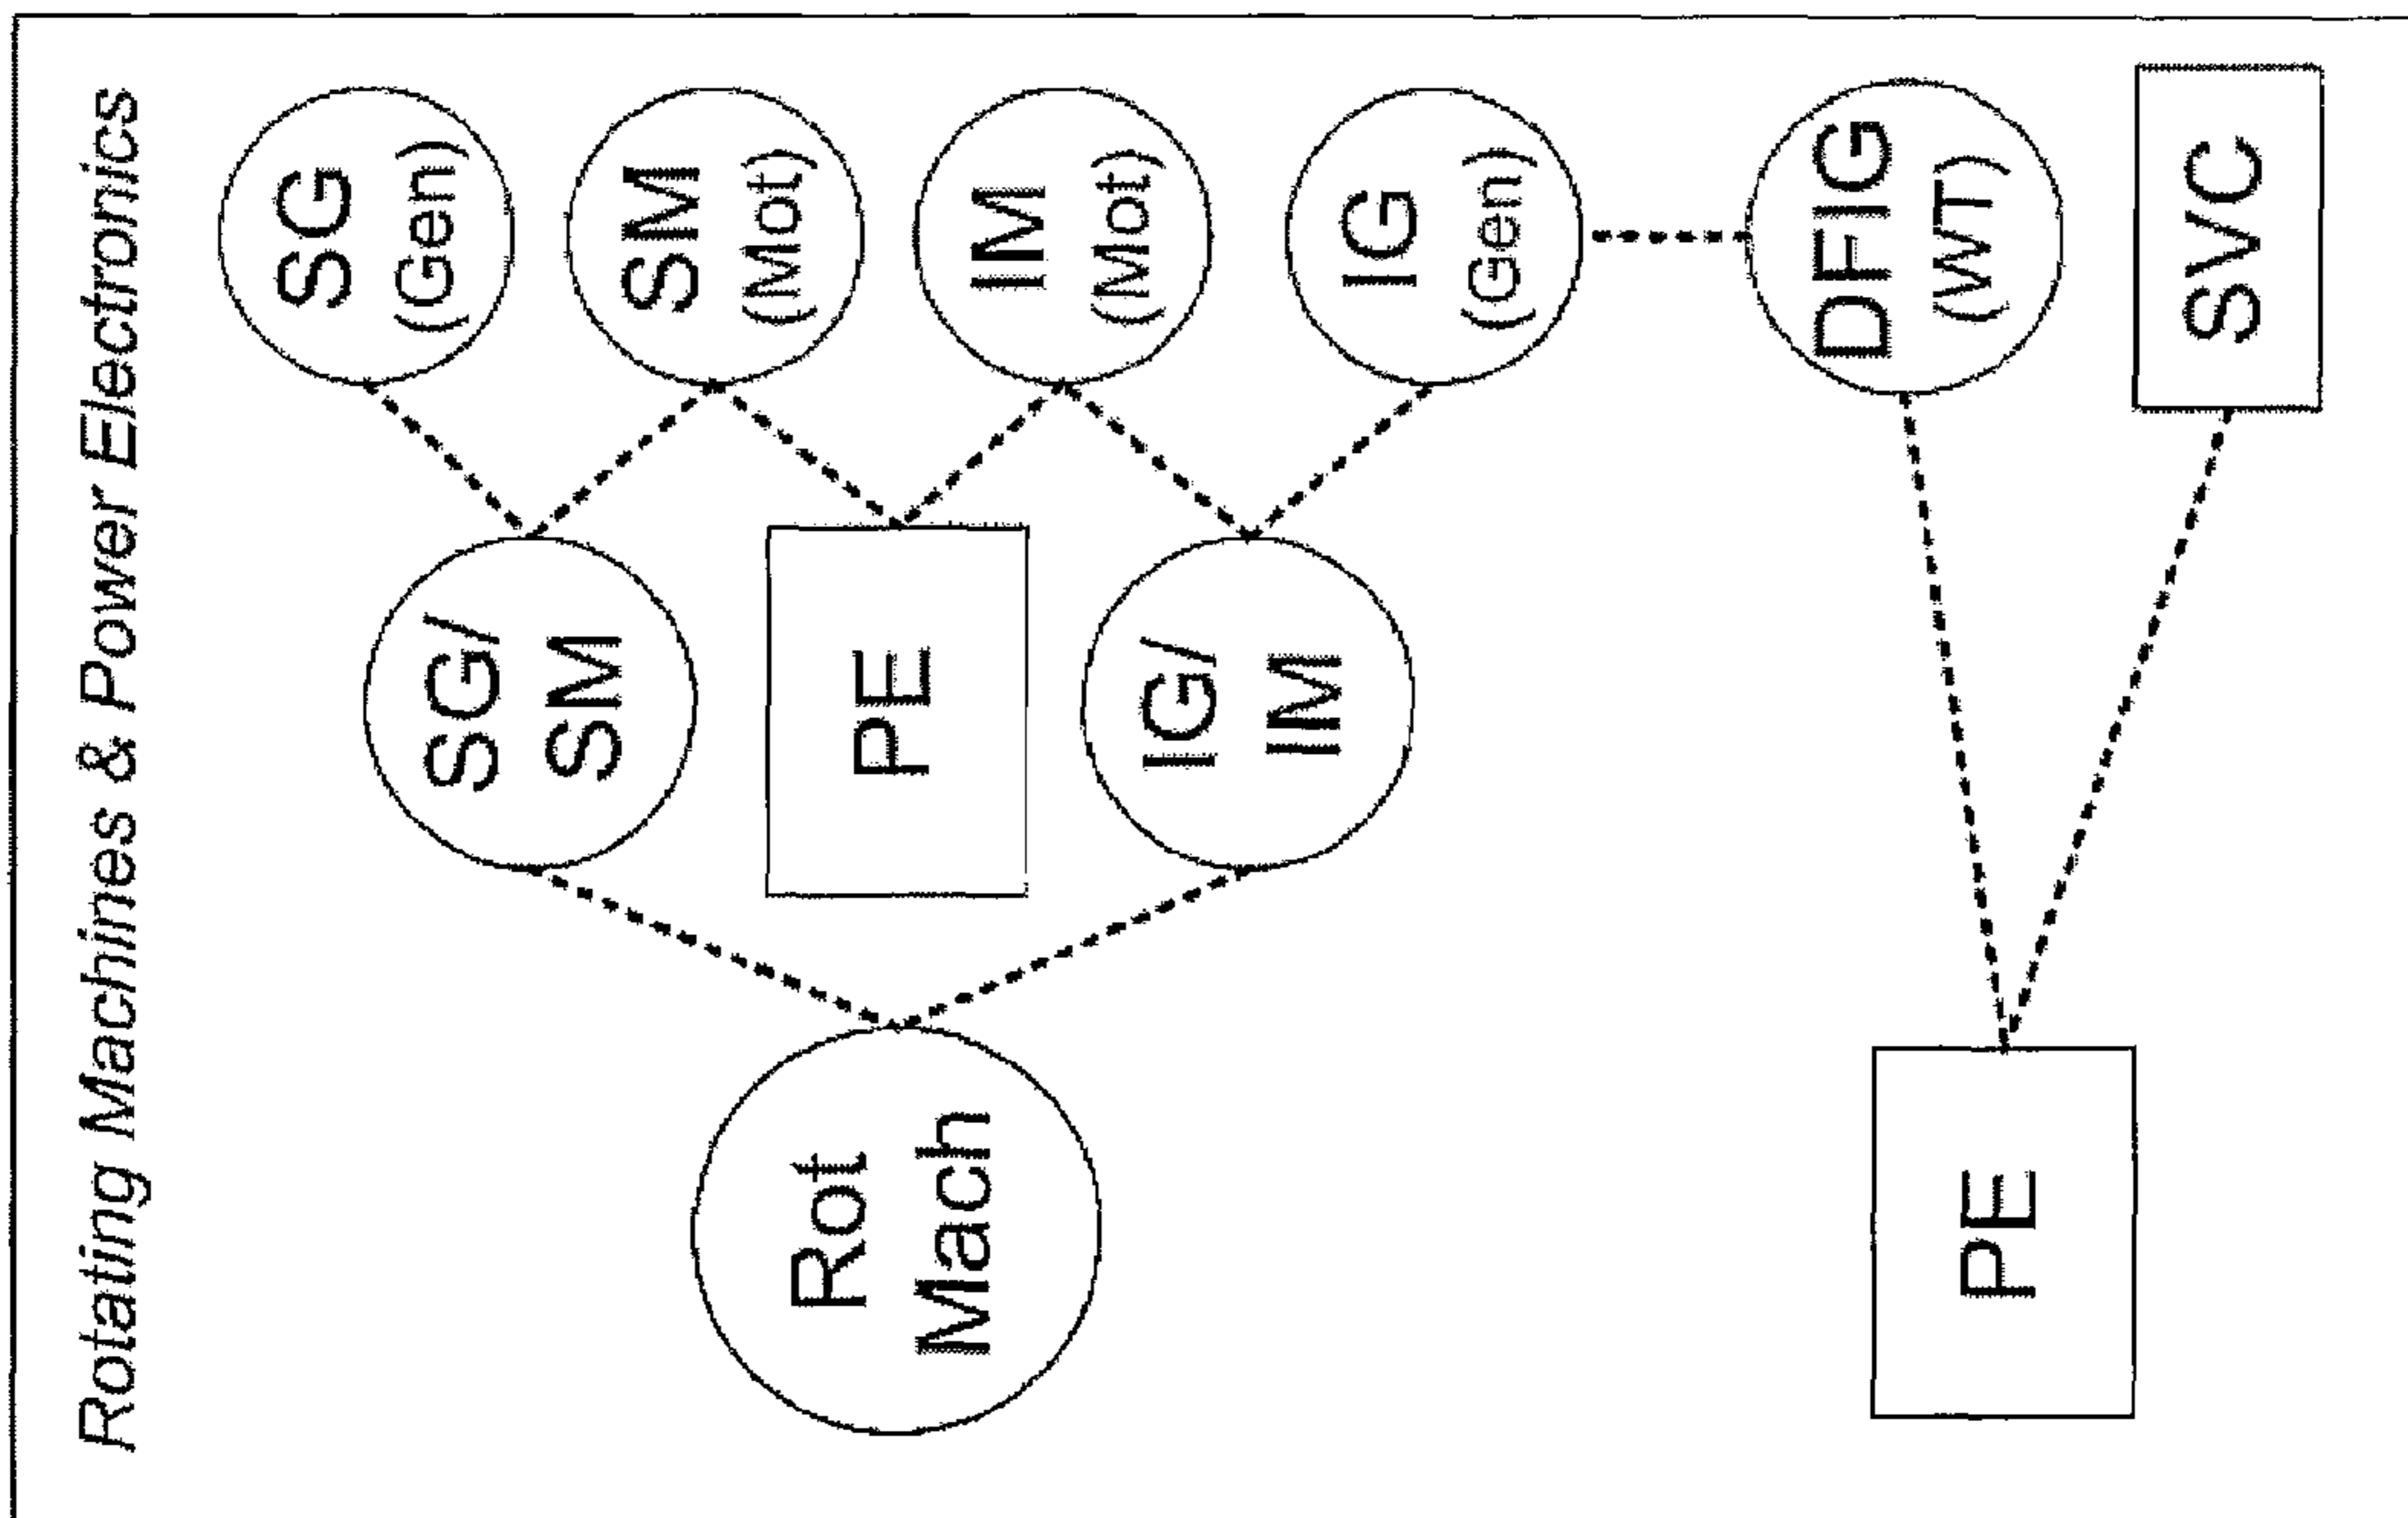 Rotating Machines & Power Electronics
Rot
Mach
SG/
SM
PE
IG/
IM
SG
(Gen)
SM
(Mot)
IM
(Mot)
IG
(Gen)
PE
DFIG
(WT)
SVC